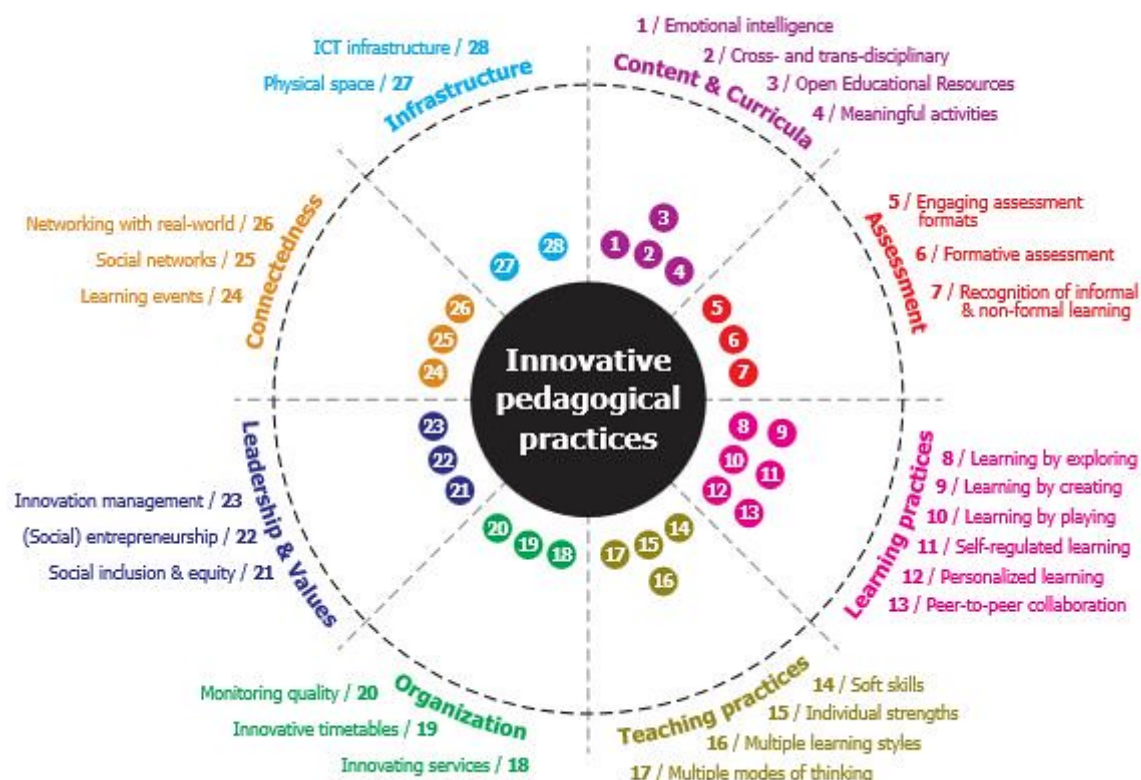 Innovative
pedagogical
practices
Content & Curricula
1 / Emotional intelligence
2 / Cross- and trans-disciplinary
3 / Open Educational Resources
4 / Meaningful activities
Assessment
5 / Engaging assessment
formats
6 / Formative assessment
7 / Recognition of informal
& non-formal learning
Learning practices
8 / Learning by exploring
9 / Learning by creating
10 / Learning by playing
11 / Self-regulated learning
12 / Personalized learning
13 / Peer-to-peer collaboration
Teaching practices
14 / Soft skills
15 / Individual strengths
16 / Multiple learning styles
17 / Multiple modes of thinking
Organization
Monitoring quality / 20
Innovative timetables / 19
Innovating services / 18
Leadership & Values
Innovation management / 23
(Social) entrepreneurship / 22
Social inclusion & equity / 21
Connectedness
Networking with real-world / 26
Social networks / 25
Learning events / 24
Infrastructure
ICT infrastructure / 28
Physical space / 27
1
2
3
4
5
6
7
8
9
10
11
12
13
14
15
16
17
18
19
20
21
22
23
24
25
26
27
28